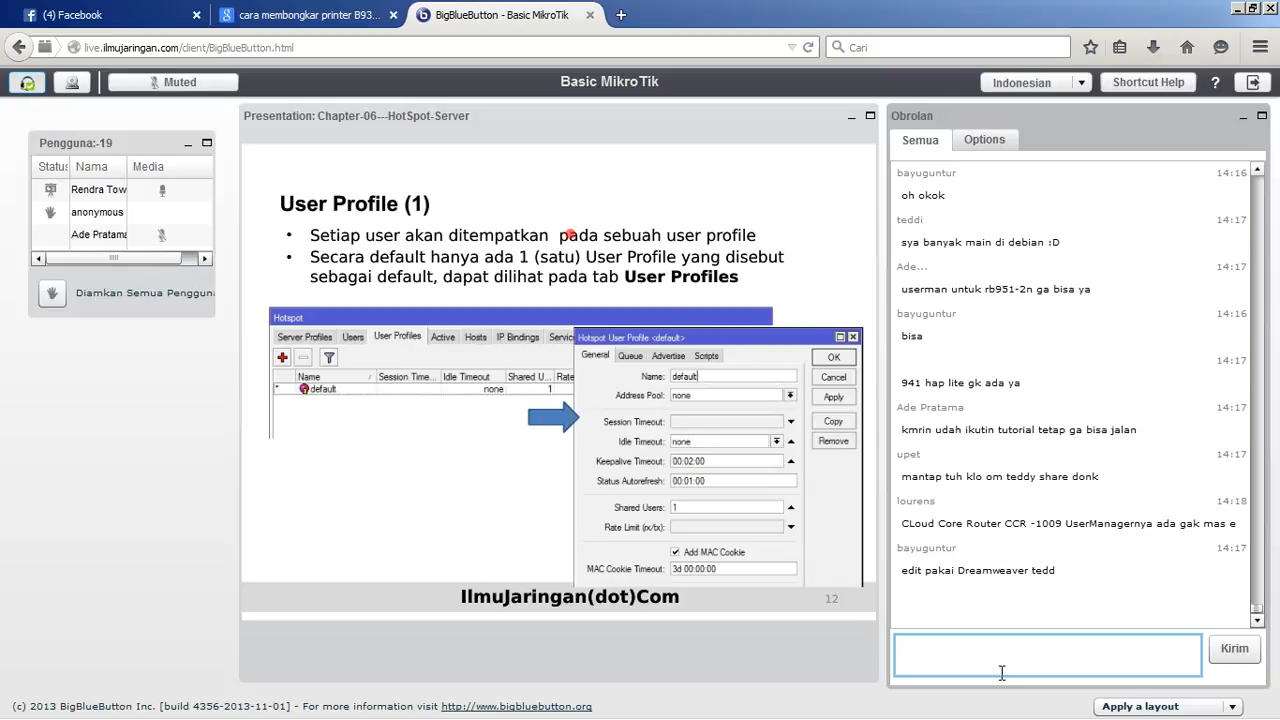 (4) Facebook
cara membongkar printer B93...
BigBlueButton - Basic MikroTik
live.ilmujaringan.com/client/BigBlueButton.html
Cari
Muted
Basic MikroTik
Indonesian
Shortcut Help
?
Pengguna:-19
Status Nama Media
Rendra Tow
anonymous
Ade Pratama
Diamkan Semua Pengguna
Presentation: Chapter-06---HotSpot-Server
User Profile (1)
• Setiap user akan ditempatkan pada sebuah user profile
• Secara default hanya ada 1 (satu) User Profile yang disebut
sebagai default, dapat dilihat pada tab User Profiles
Hotspot
Server Profiles Users User Profiles Active Hosts IP Bindings Servic
Name Session Time... Idle Timeout Shared U... Rate
* default none 1
Hotspot User Profile <default>
General Queue Advertise Scripts
Name: default
Address Pool: none
Session Timeout:
Idle Timeout: none
Keepalive Timeout: 00:02:00
Status Autorefresh: 00:01:00
Shared Users: 1
Rate Limit (rx/tx):
Add MAC Cookie
MAC Cookie Timeout: 3d 00:00:00
OK
Cancel
Apply
Copy
Remove
IlmuJaringan(dot)Com
12
Obrolan
Semua Options
bayuguntur 14:16
oh okok
teddi 14:17
sya banyak main di debian :D
Ade... 14:17
userman untuk rb951-2n ga bisa ya
bayuguntur 14:17
bisa
14:17
941 hap lite gk ada ya
Ade Pratama 14:17
kmrin udah ikutin tutorial tetap ga bisa jalan
upet 14:17
mantap tuh klo om teddy share donk
lourens 14:18
CLoud Core Router CCR -1009 UserManagernya ada gak mas e
bayuguntur 14:17
edit pakai Dreamweaver tedd
Kirim
(c) 2013 BigBlueButton Inc. [build 4356-2013-11-01] - For more information visit http://www.bigbluebutton.org
Apply a layout